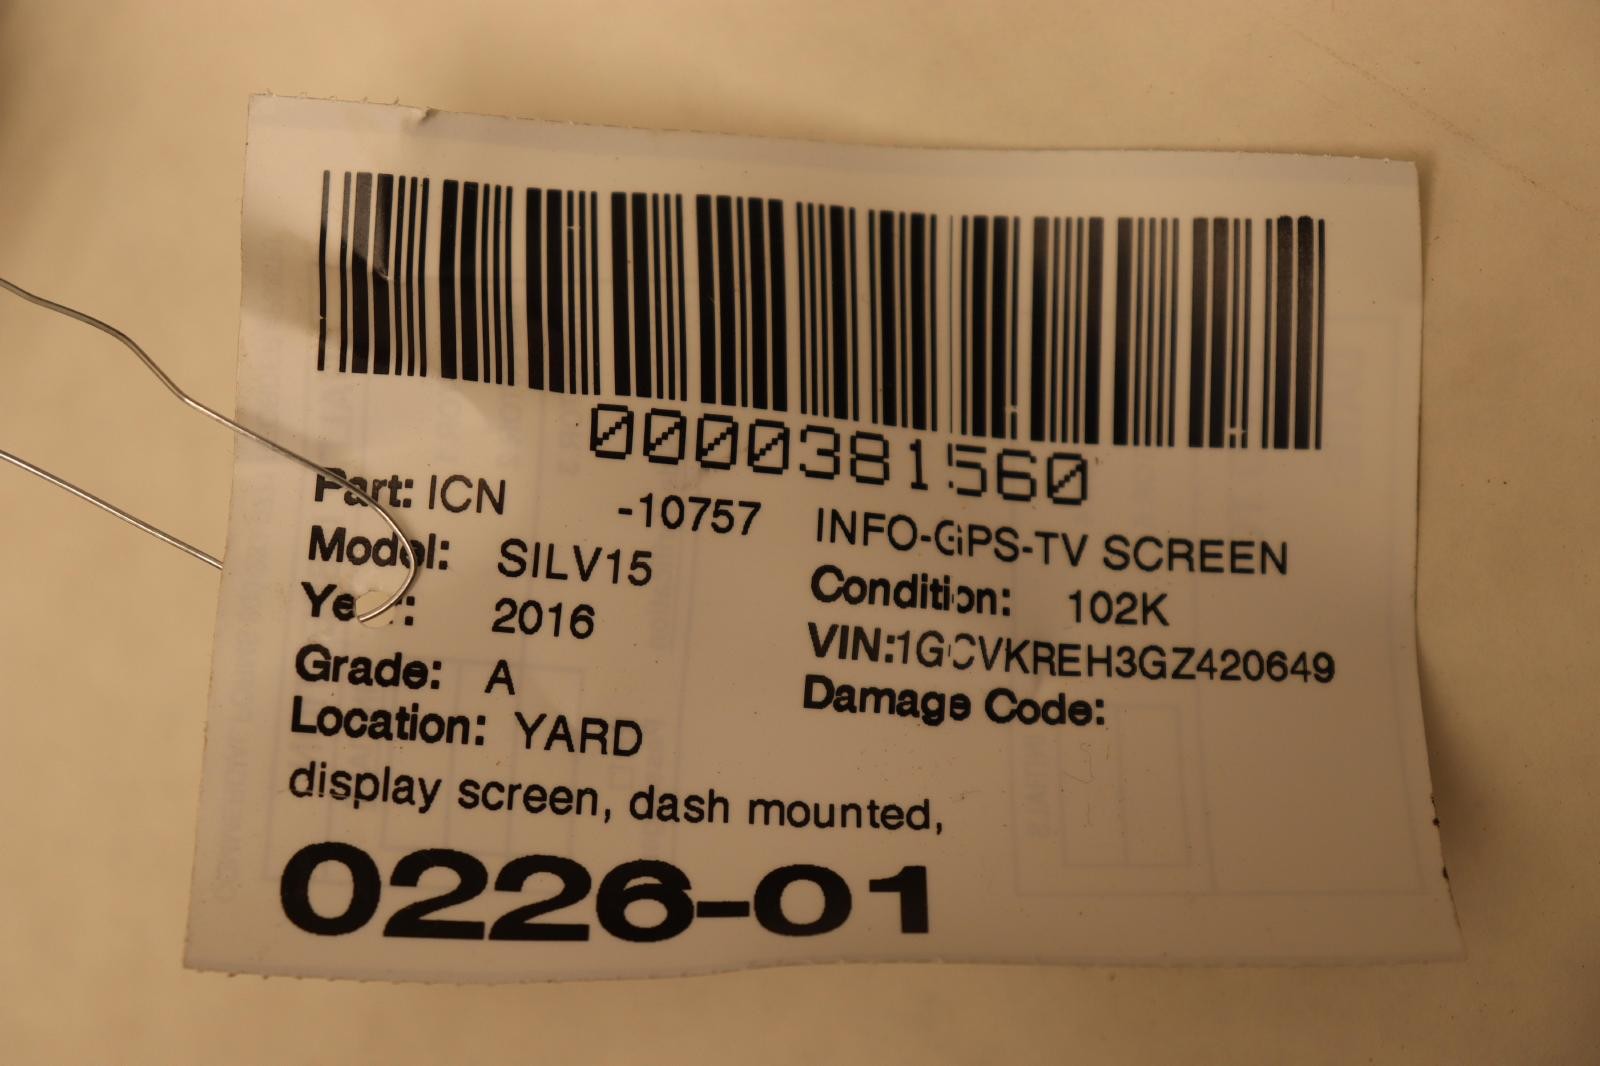 0000381560
Part: ICN -10757 INFO-GPS-TV SCREEN
Model: SILV15 Condition: 102K
Year: 2016 VIN:1GCVKREH3GZ420649
Grade: A Damage Code:
Location: YARD
display screen, dash mounted,
0226-01